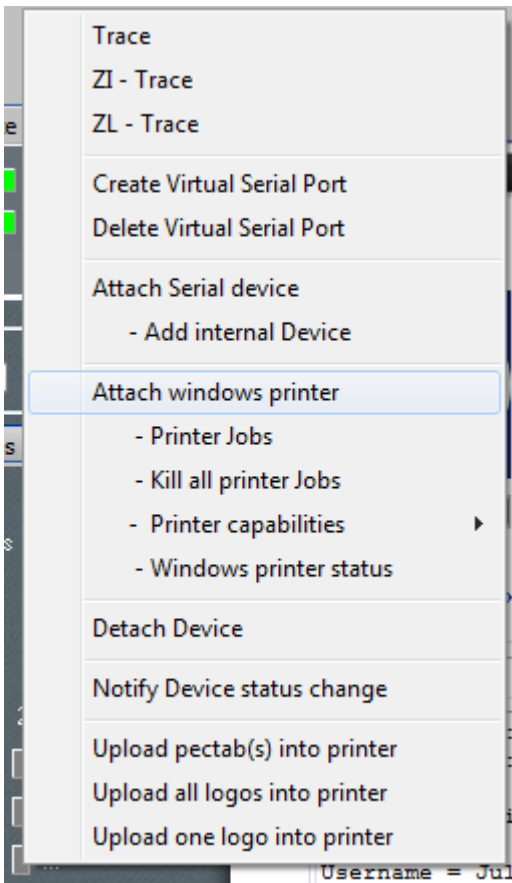 Trace
ZI - Trace
ZL - Trace
Create Virtual Serial Port
Delete Virtual Serial Port
Attach Serial device
- Add internal Device
Attach windows printer
- Printer Jobs
- Kill all printer Jobs
- Printer capabilities
- Windows printer status
Detach Device
Notify Device status change
Upload pectab(s) into printer
Upload all logos into printer
Upload one logo into printer
...
Username = Jul